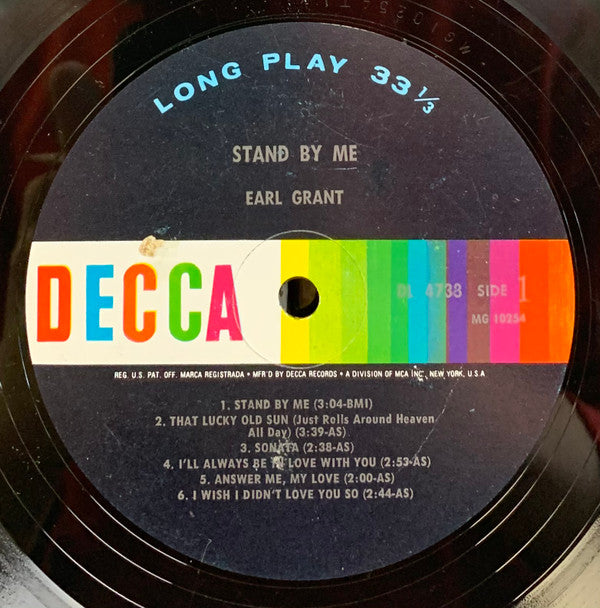 LONG PLAY 33 1/3
STAND BY ME
EARL GRANT
DECCA
DL 4738 SIDE 1
MG 10254
REG. U.S. PAT. OFF. MARCA REGISTRADA • MFR'D BY DECCA RECORDS • A DIVISION OF MCA INC., NEW YORK, U.S.A
1. STAND BY ME (3:04-BMI)
2. THAT LUCKY OLD SUN (Just Rolls Around Heaven
All Day) (3:39-AS)
3. SONATA (2:38-AS)
4. I'LL ALWAYS BE IN LOVE WITH YOU (2:53-AS)
5. ANSWER ME, MY LOVE (2:00-AS)
6. I WISH I DIDN'T LOVE YOU SO (2:44-AS)